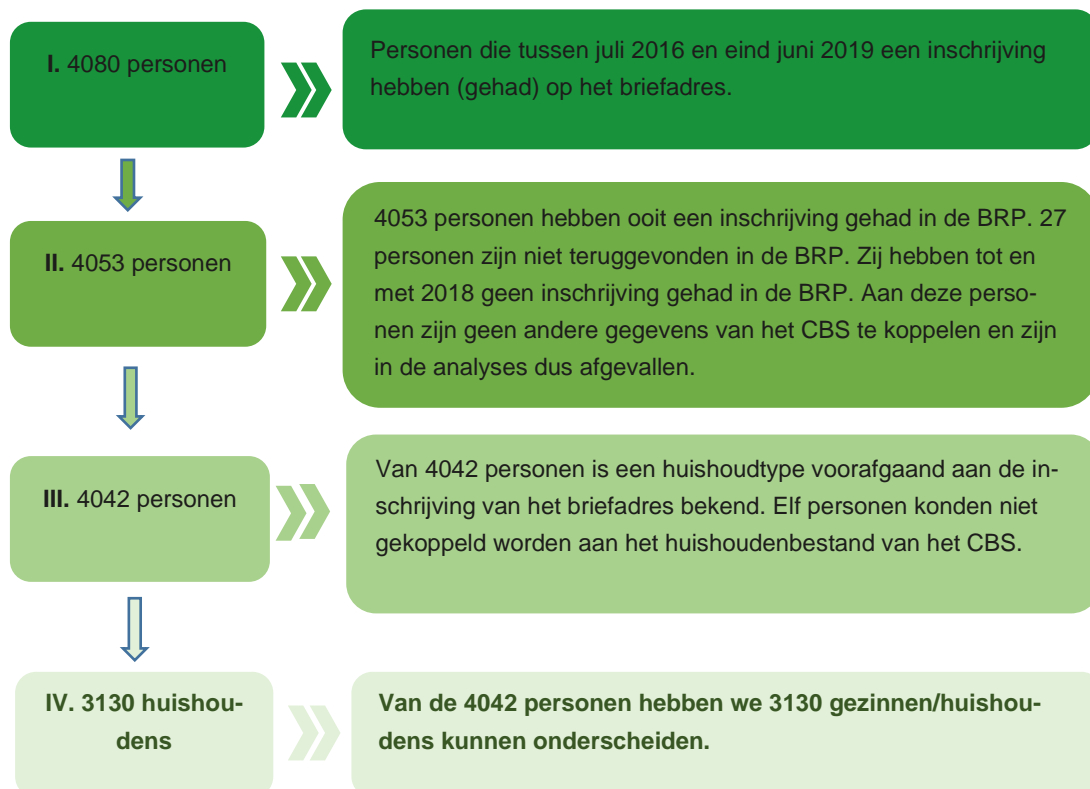 I. 4080 personen
Personen die tussen juli 2016 en eind juni 2019 een inschrijving
hebben (gehad) op het briefadres.
II. 4053 personen
4053 personen hebben ooit een inschrijving gehad in de BRP. 27
personen zijn niet teruggevonden in de BRP. Zij hebben tot en
met 2018 geen inschrijving gehad in de BRP. Aan deze perso-
nen zijn geen andere gegevens van het CBS te koppelen en zijn
in de analyses dus afgevallen.
III. 4042 personen
Van 4042 personen is een huishoudtype voorafgaand aan de in-
schrijving van het briefadres bekend. Elf personen konden niet
gekoppeld worden aan het huishoudenbestand van het CBS.
IV. 3130 huishou-
dens
Van de 4042 personen hebben we 3130 gezinnen/huishou-
dens kunnen onderscheiden.